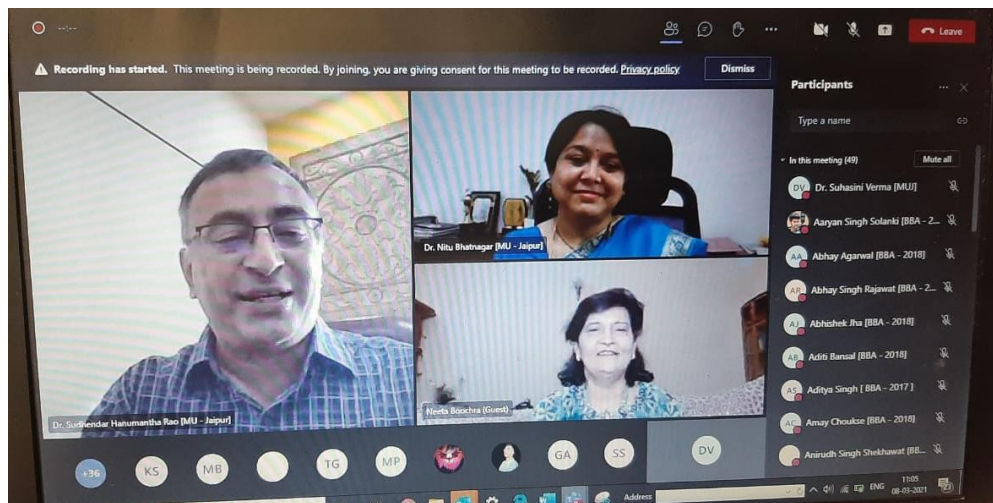 --:--
Leave
Recording has started. This meeting is being recorded. By joining, you are giving consent for this meeting to be recorded. Privacy policy
Dismiss
Participants
Type a name
In this meeting (49)
Mute all
DV Dr. Suhasini Verma [MUJ]
Aaryan Singh Solanki [BBA - 2...
AA Abhay Agarwal [BBA - 2018]
AR Abhay Singh Rajawat [BBA - 2...
AJ Abhishek Jha [BBA - 2018]
AB Aditi Bansal [BBA - 2018]
AS Aditya Singh [ BBA - 2017 ]
AC Amay Choukse [BBA - 2018]
Anirudh Singh Shekhawat [BB...
Dr. Nitu Bhatnagar [MU - Jaipur]
Dr. Sudhendar Hanumantha Rao [MU - Jaipur]
Neeta Boochra (Guest)
+36
KS
MB
TG
MP
GA
SS
DV
Address
ENG
11:05
08-03-2021